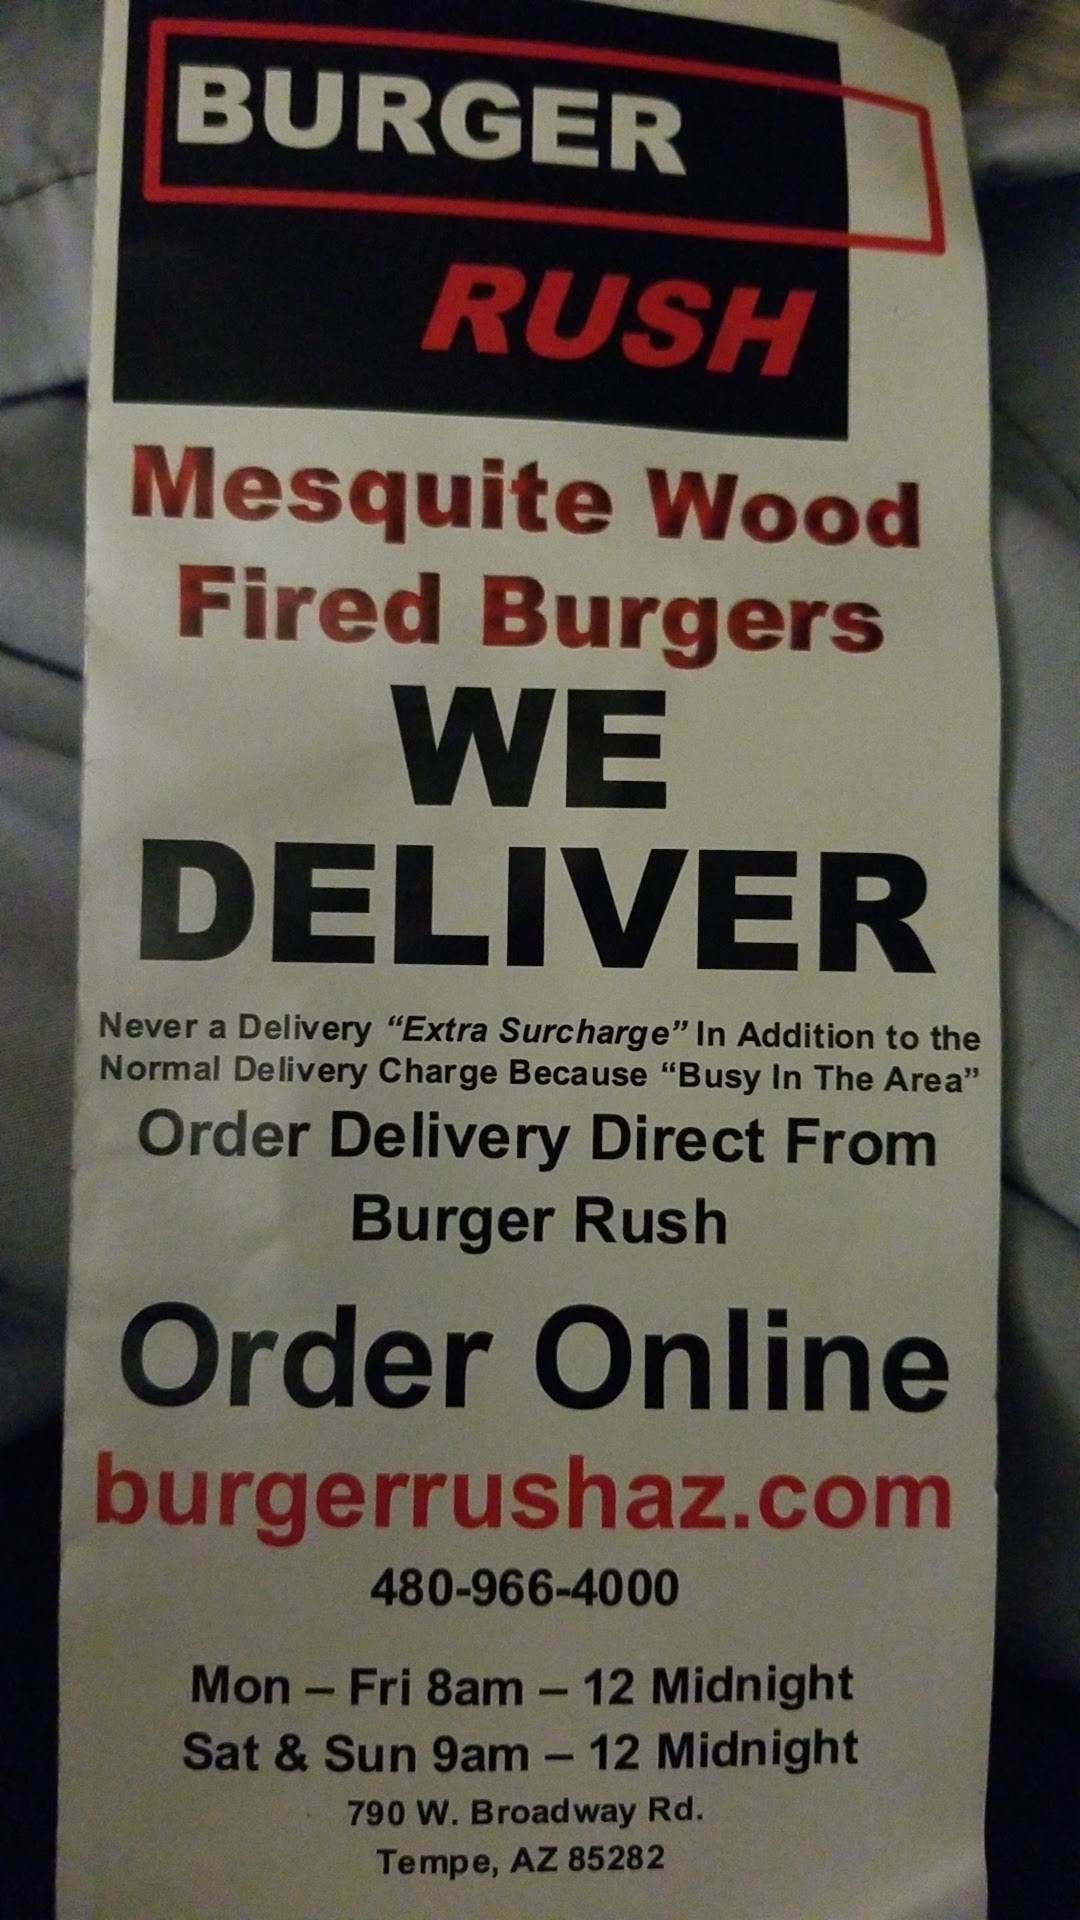 BURGER
RUSH
Mesquite Wood
Fired Burgers
WE
DELIVER
Never a Delivery “Extra Surcharge” In Addition to the
Normal Delivery Charge Because “Busy In The Area”
Order Delivery Direct From
Burger Rush
Order Online
burgerrushaz.com
480-966-4000
Mon – Fri 8am – 12 Midnight
Sat & Sun 9am – 12 Midnight
790 W. Broadway Rd.
Tempe, AZ 85282